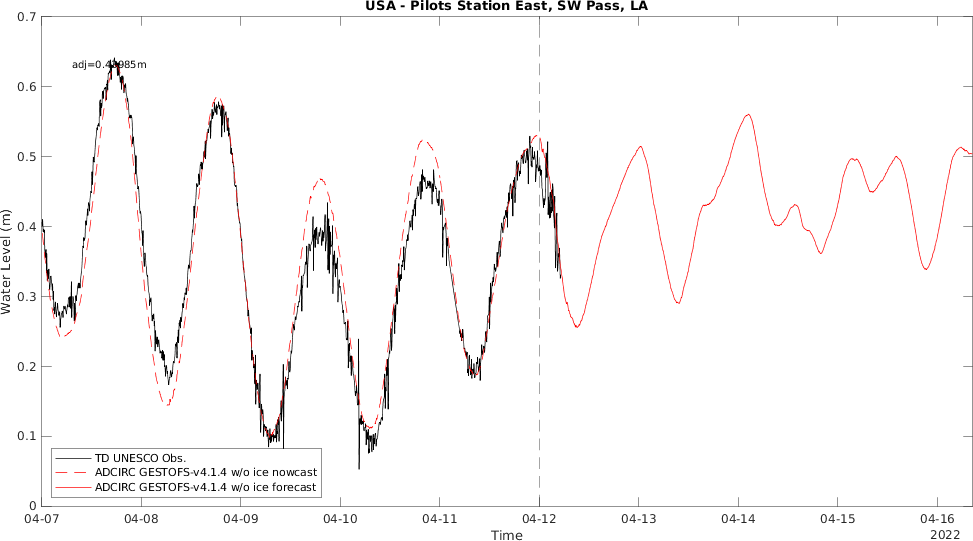 USA - Pilots Station East, SW Pass, LA
0.7
adj=0.43985m
0.6
0.5
0.4
0.3
0.2
0.1
0
Water Level (m)
TD UNESCO Obs.
ADCIRC GESTOFS-v4.1.4 w/o ice nowcast
ADCIRC GESTOFS-v4.1.4 w/o ice forecast
04-07 04-08 04-09 04-10 04-11 04-12 04-13 04-14 04-15 04-16
Time
2022